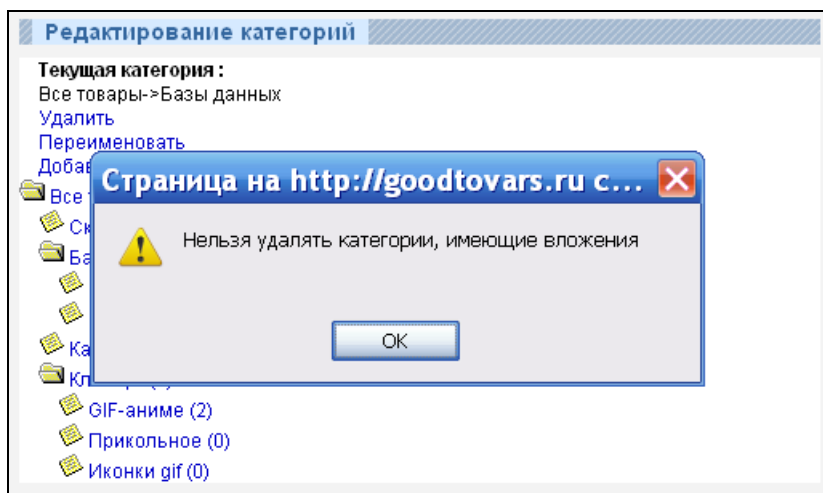 Редактирование категорий
Текущая категория :
Все товары->Базы данных
Удалить
Переименовать
Страница на http://goodtovars.ru с...
Нельзя удалять категории, имеющие вложения
OK
GIF-аниме (2)
Прикольное (0)
Иконки gif (0)